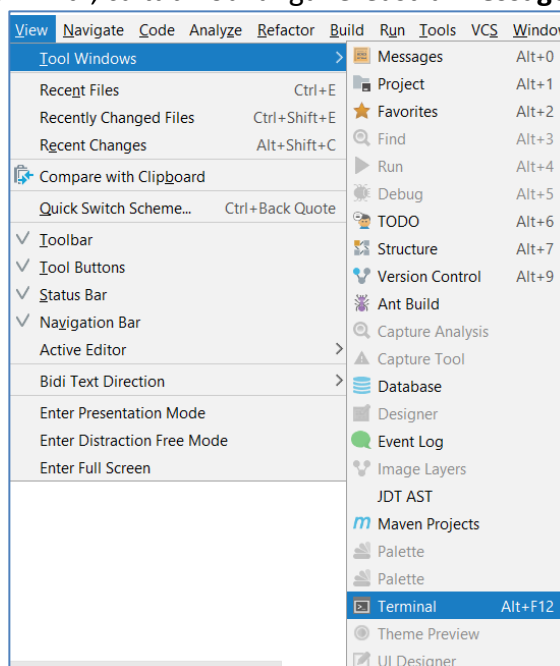 View Navigate Code Analyze Refactor Build Run Tools VCS Window
Tool Windows
Recent Files Ctrl+E
Recently Changed Files Ctrl+Shift+E
Recent Changes Alt+Shift+C
Compare with Clipboard
Quick Switch Scheme... Ctrl+Back Quote
Toolbar
Tool Buttons
Status Bar
Navigation Bar
Active Editor
Bidi Text Direction
Enter Presentation Mode
Enter Distraction Free Mode
Enter Full Screen
Messages Alt+0
Project Alt+1
Favorites Alt+2
Find Alt+3
Run Alt+4
Debug Alt+5
TODO Alt+6
Structure Alt+7
Version Control Alt+9
Ant Build
Capture Analysis
Capture Tool
Database
Designer
Event Log
Image Layers
JDT AST
Maven Projects
Palette
Palette
Terminal Alt+F12
Theme Preview
UI Designer